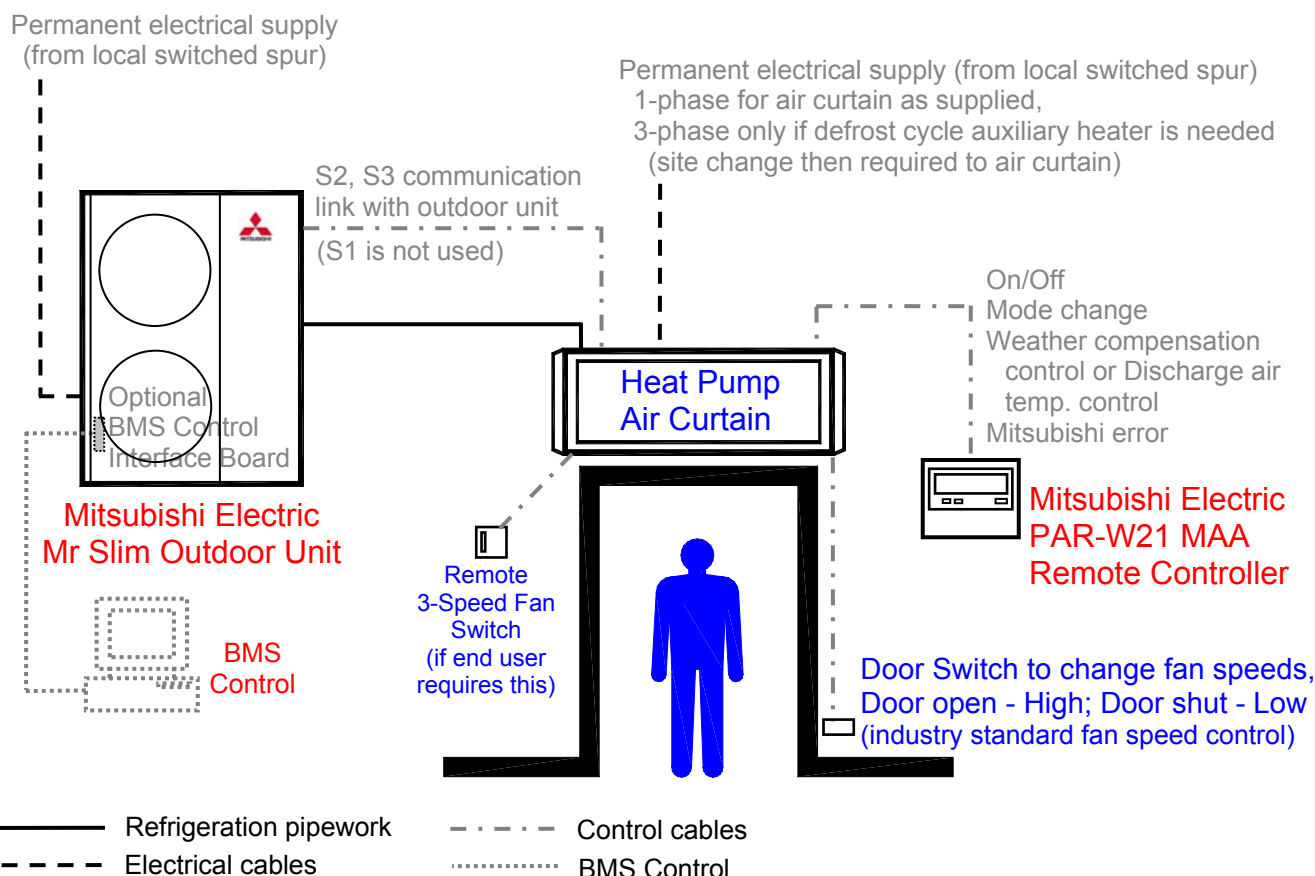 Permanent electrical supply
(from local switched spur)
Permanent electrical supply (from local switched spur)
1-phase for air curtain as supplied,
3-phase only if defrost cycle auxiliary heater is needed
(site change then required to air curtain)
S2, S3 communication
link with outdoor unit
(S1 is not used)
MITSUBISHI
On/Off
Mode change
Weather compensation
control or Discharge air
temp. control
Mitsubishi error
Heat Pump
Air Curtain
Optional
BMS Control
Interface Board
Mitsubishi Electric
Mr Slim Outdoor Unit
Mitsubishi Electric
PAR-W21 MAA
Remote Controller
Remote
3-Speed Fan
Switch
(if end user
requires this)
BMS
Control
Door Switch to change fan speeds,
Door open - High; Door shut - Low
(industry standard fan speed control)
Refrigeration pipework
Control cables
Electrical cables
BMS Control